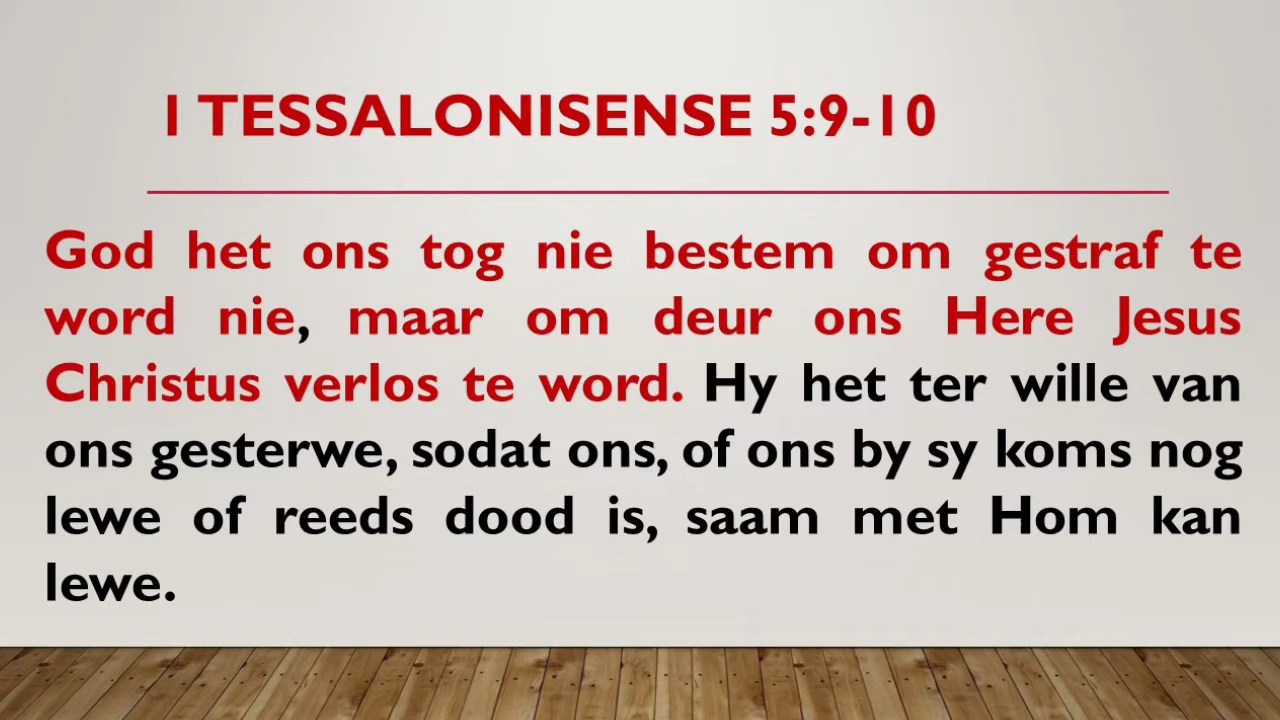 1 TESSALONISENSE 5:9-10
God het ons tog nie bestem om gestraf te
word nie, maar om deur ons Here Jesus
Christus verlos te word. Hy het ter wille van
ons gesterwe, sodat ons, of ons by sy koms nog
lewe of reeds dood is, saam met Hom kan
lewe.